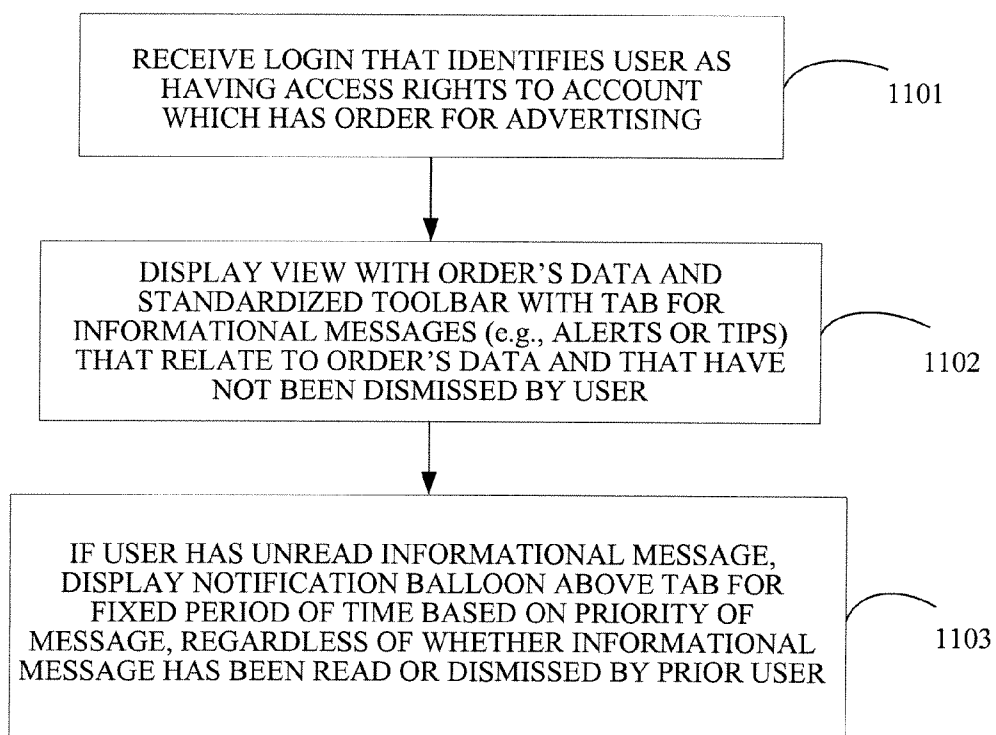 RECEIVE LOGIN THAT IDENTIFIES USER AS
HAVING ACCESS RIGHTS TO ACCOUNT
WHICH HAS ORDER FOR ADVERTISING
1101
DISPLAY VIEW WITH ORDER'S DATA AND
STANDARDIZED TOOLBAR WITH TAB FOR
INFORMATIONAL MESSAGES (e.g., ALERTS OR TIPS)
THAT RELATE TO ORDER'S DATA AND THAT HAVE
NOT BEEN DISMISSED BY USER
1102
IF USER HAS UNREAD INFORMATIONAL MESSAGE,
DISPLAY NOTIFICATION BALLOON ABOVE TAB FOR
FIXED PERIOD OF TIME BASED ON PRIORITY OF
MESSAGE, REGARDLESS OF WHETHER INFORMATIONAL
MESSAGE HAS BEEN READ OR DISMISSED BY PRIOR USER
1103